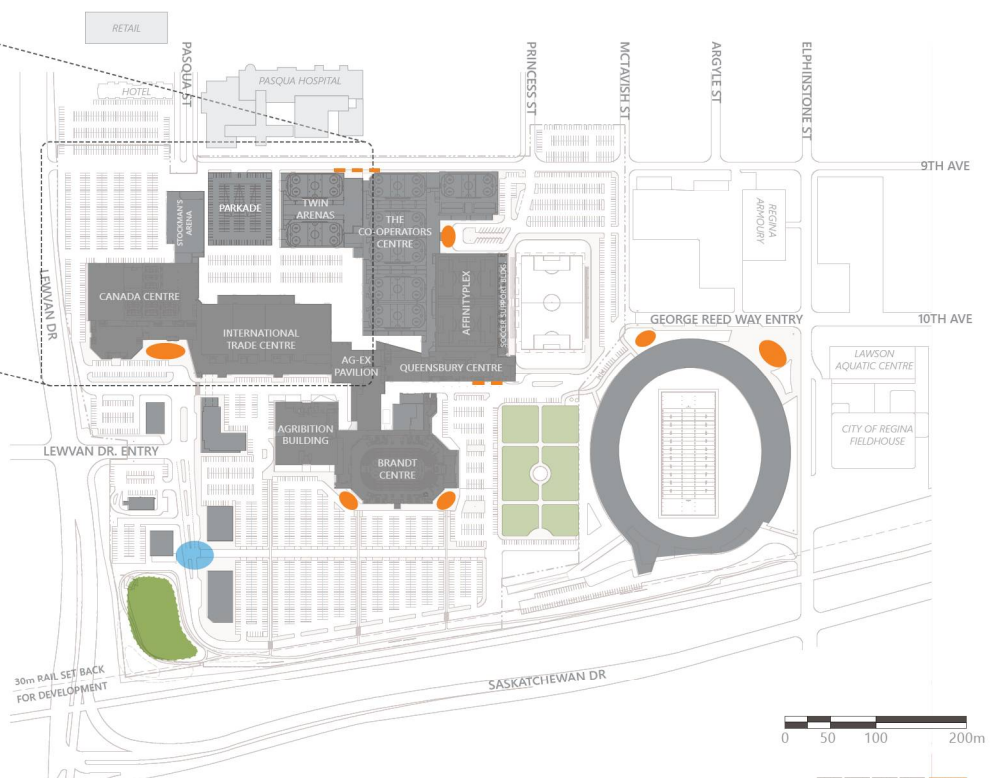 RETAIL
PASQUA ST
PRINCESS ST
MCTAVISH ST
ARGYLE ST
ELPHINSTONE ST
HOTEL
PASQUA HOSPITAL
9TH AVE
STOCKMAN'S
ARENA
PARKADE
TWIN
ARENAS
THE
CO-OPERATORS
CENTRE
REGINA
ARMOURY
LEWVAN DR
CANADA CENTRE
INTERNATIONAL
TRADE CENTRE
AFFINITYPLEX
SOCCER SUPPORT BLDG
GEORGE REED WAY ENTRY
10TH AVE
AG-EX
PAVILION
QUEENSBURY CENTRE
LAWSON
AQUATIC CENTRE
AGRIBITION
BUILDING
CITY OF REGINA
FIELDHOUSE
LEWVAN DR. ENTRY
BRANDT
CENTRE
30m RAIL SET BACK
FOR DEVELOPMENT
SASKATCHEWAN DR
0 50 100 200m